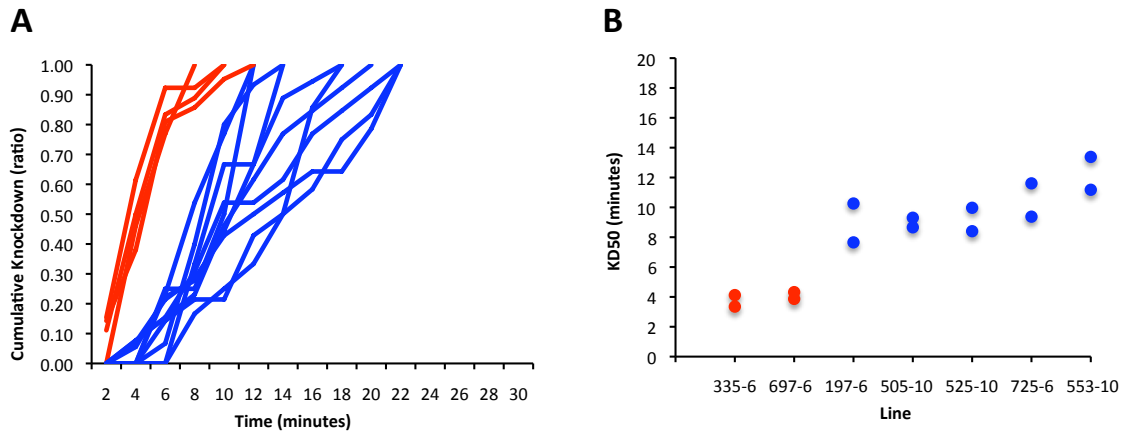 A
1.00
0.90
0.80
0.70
0.60
0.50
0.40
0.30
0.20
0.10
0.00
Cumulative Knockdown (ratio)
2 4 6 8 10 12 14 16 18 20 22 24 26 28 30
Time (minutes)
B
20
18
16
14
12
10
8
6
4
2
0
KD50 (minutes)
335-6 697-6 197-6 505-10 525-10 725-6 553-10
Line